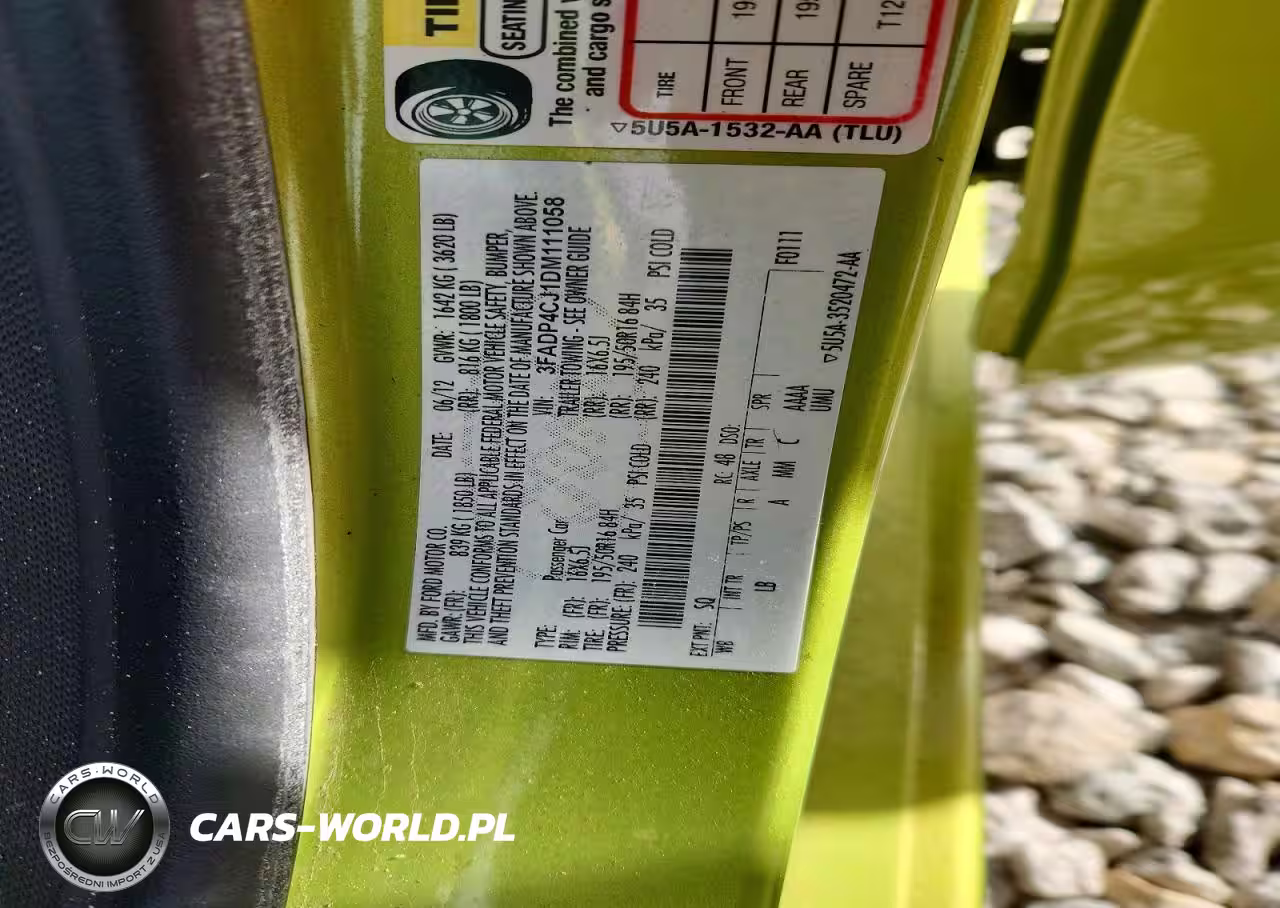 SEATIN
The combined
and cargo s
TIRE
FRONT 19
REAR 19
SPARE T12
▽5U5A-1532-AA (TLU)
MFD. BY FORD MOTOR CO. DATE: 06/12 GVWR: 1642 KG ( 3620 LB)
GAWR: (FR): 839 KG ( 1850 LB) (RR): 816 KG ( 1800 LB)
THIS VEHICLE CONFORMS TO ALL APPLICABLE FEDERAL MOTOR VEHICLE SAFETY, BUMPER,
AND THEFT PREVENTION STANDARDS IN EFFECT ON THE DATE OF MANUFACTURE SHOWN ABOVE.
VIN: 3FADP4CJ1DM111058
TYPE: Passenger Car TRAILER TOWING - SEE OWNER GUIDE
RIM: (FR): 16X6.5J (RR): 16X6.5J
TIRE: (FR): 195/50R16 84H (RR): 195/50R16 84H
PRESSURE (FR): 240 kPa/ 35 PSI COLD (RR): 240 kPa/ 35 PSI COLD
EXT PNT: SQ RC: 48 DSO: F0111
WB INT TR TP/PS R AXLE TR SPR
LB A MM C AAAA
UMU
▽5U5A-3520472-AA
CARS-WORLD
CW
BEZPOŚREDNI IMPORT Z USA
CARS-WORLD.PL